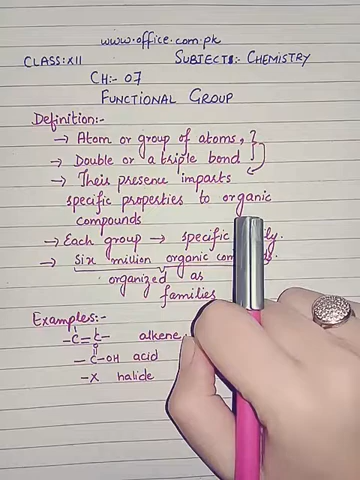 www.office.com.pk
CLASS:XII SUBJECT:- CHEMISTRY
CH:- 07
FUNCTIONAL GROUP
Definition:-
→ Atom or group of atoms, }
→ Double or a triple bond
→ Their presence imparts
specific properties to organic
compounds
→ Each group → specific
→ Six million organic
organized as
families
Examples:-
-C=C- alkene
O
-C-OH acid
-X halide